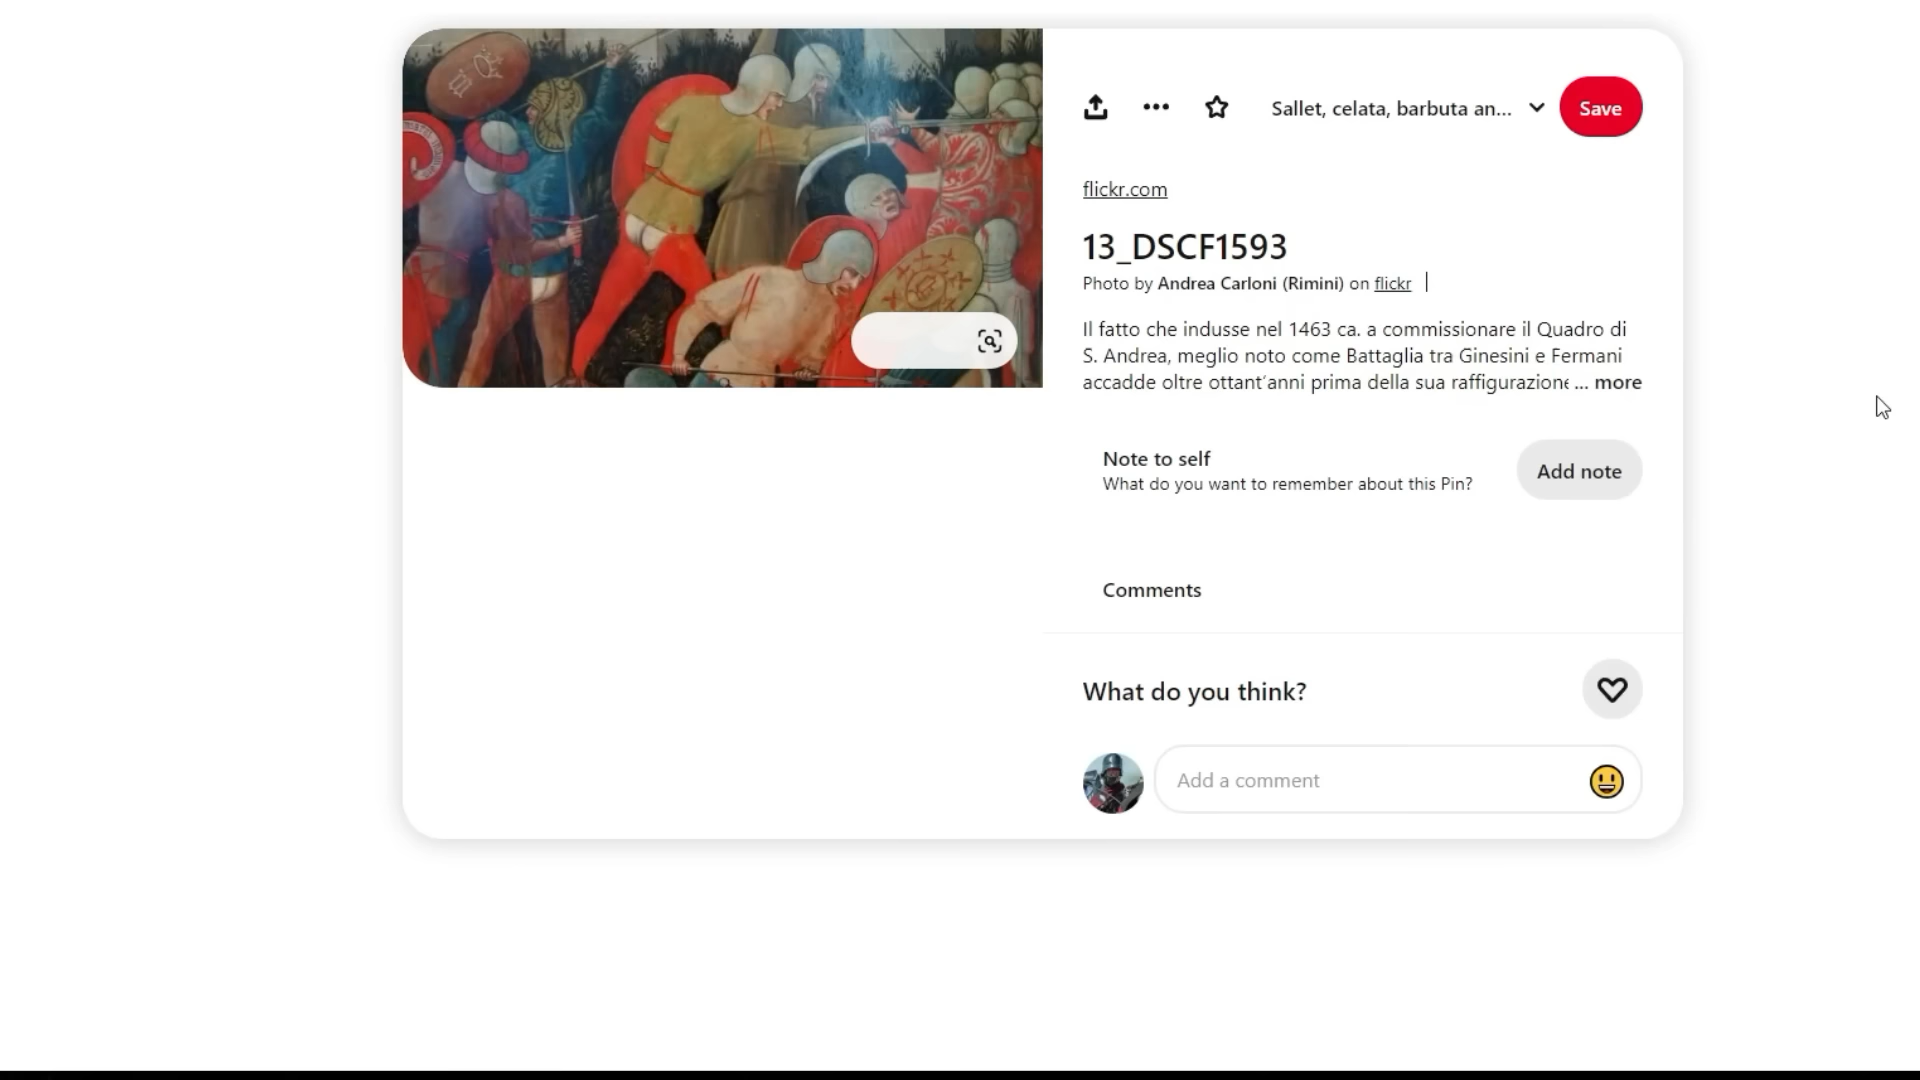 Sallet, celata, barbuta an...
Save
flickr.com
13_DSCF1593
Photo by Andrea Carloni (Rimini) on flickr
Il fatto che indusse nel 1463 ca. a commissionare il Quadro di
S. Andrea, meglio noto come Battaglia tra Ginesini e Fermani
accadde oltre ottant'anni prima della sua raffigurazione ... more
Note to self
What do you want to remember about this Pin?
Add note
Comments
What do you think?
Add a comment